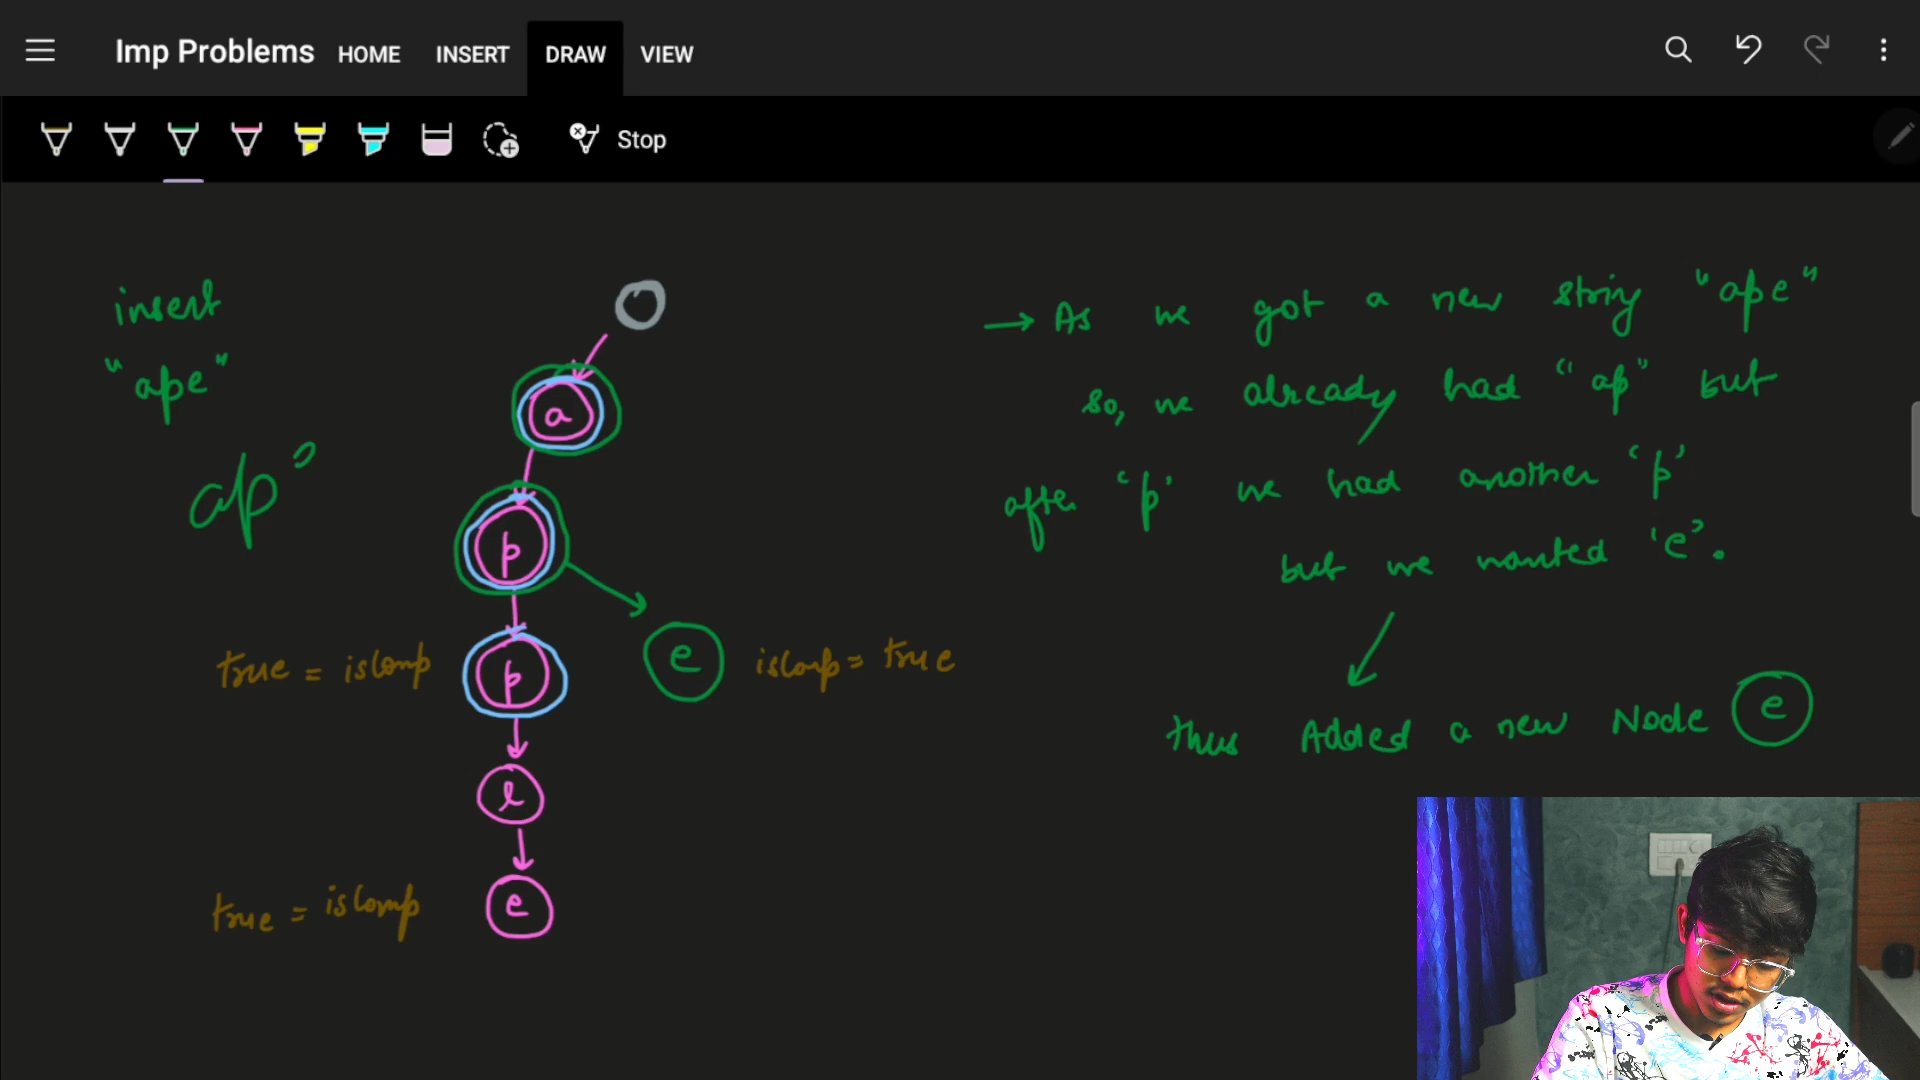 Imp Problems HOME INSERT DRAW VIEW
Stop
insert
"ape"
ap
a
p
p
l
e
e
true = isComp
isComp = true
true = isComp
→ As we got a new string "ape"
so, we already had "ap" but
after 'p' we had another 'p'
but we wanted 'e'.
thus Added a new Node e